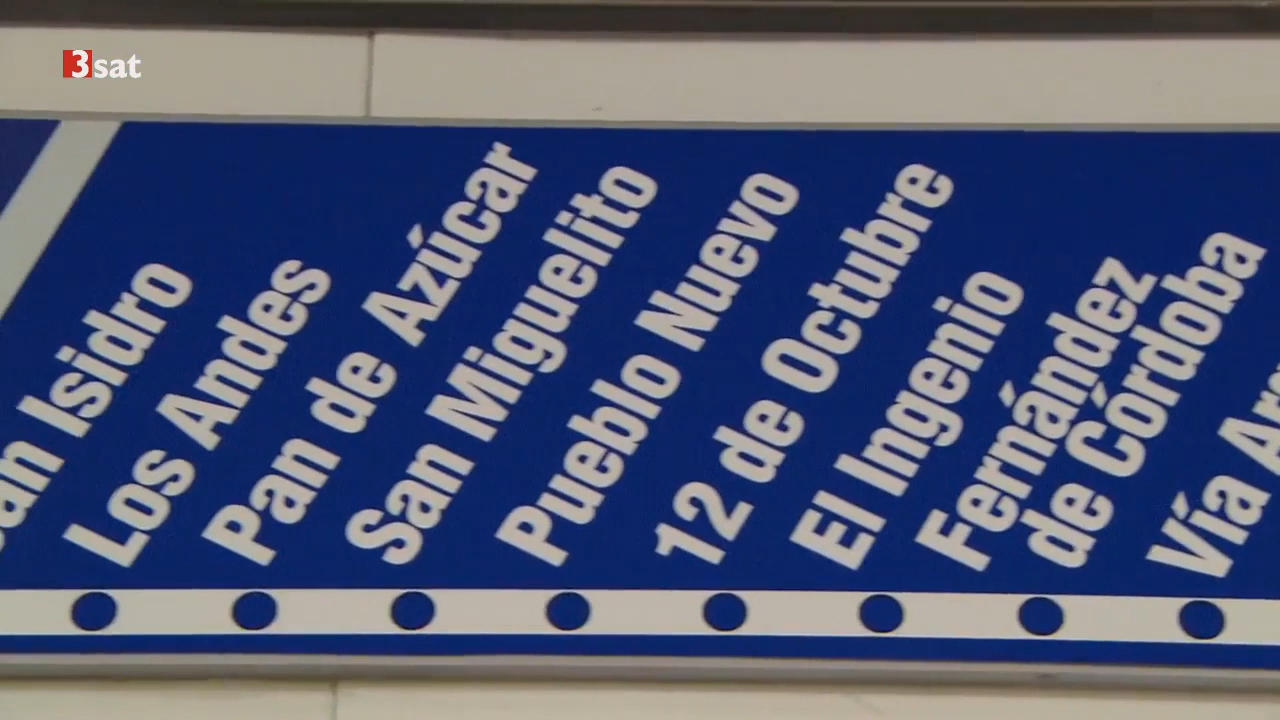 3sat
Isidro
Los Andes
Pan de Azúcar
San Miguelito
Pueblo Nuevo
12 de Octubre
El Ingenio
Fernández
de Córdoba
Vía